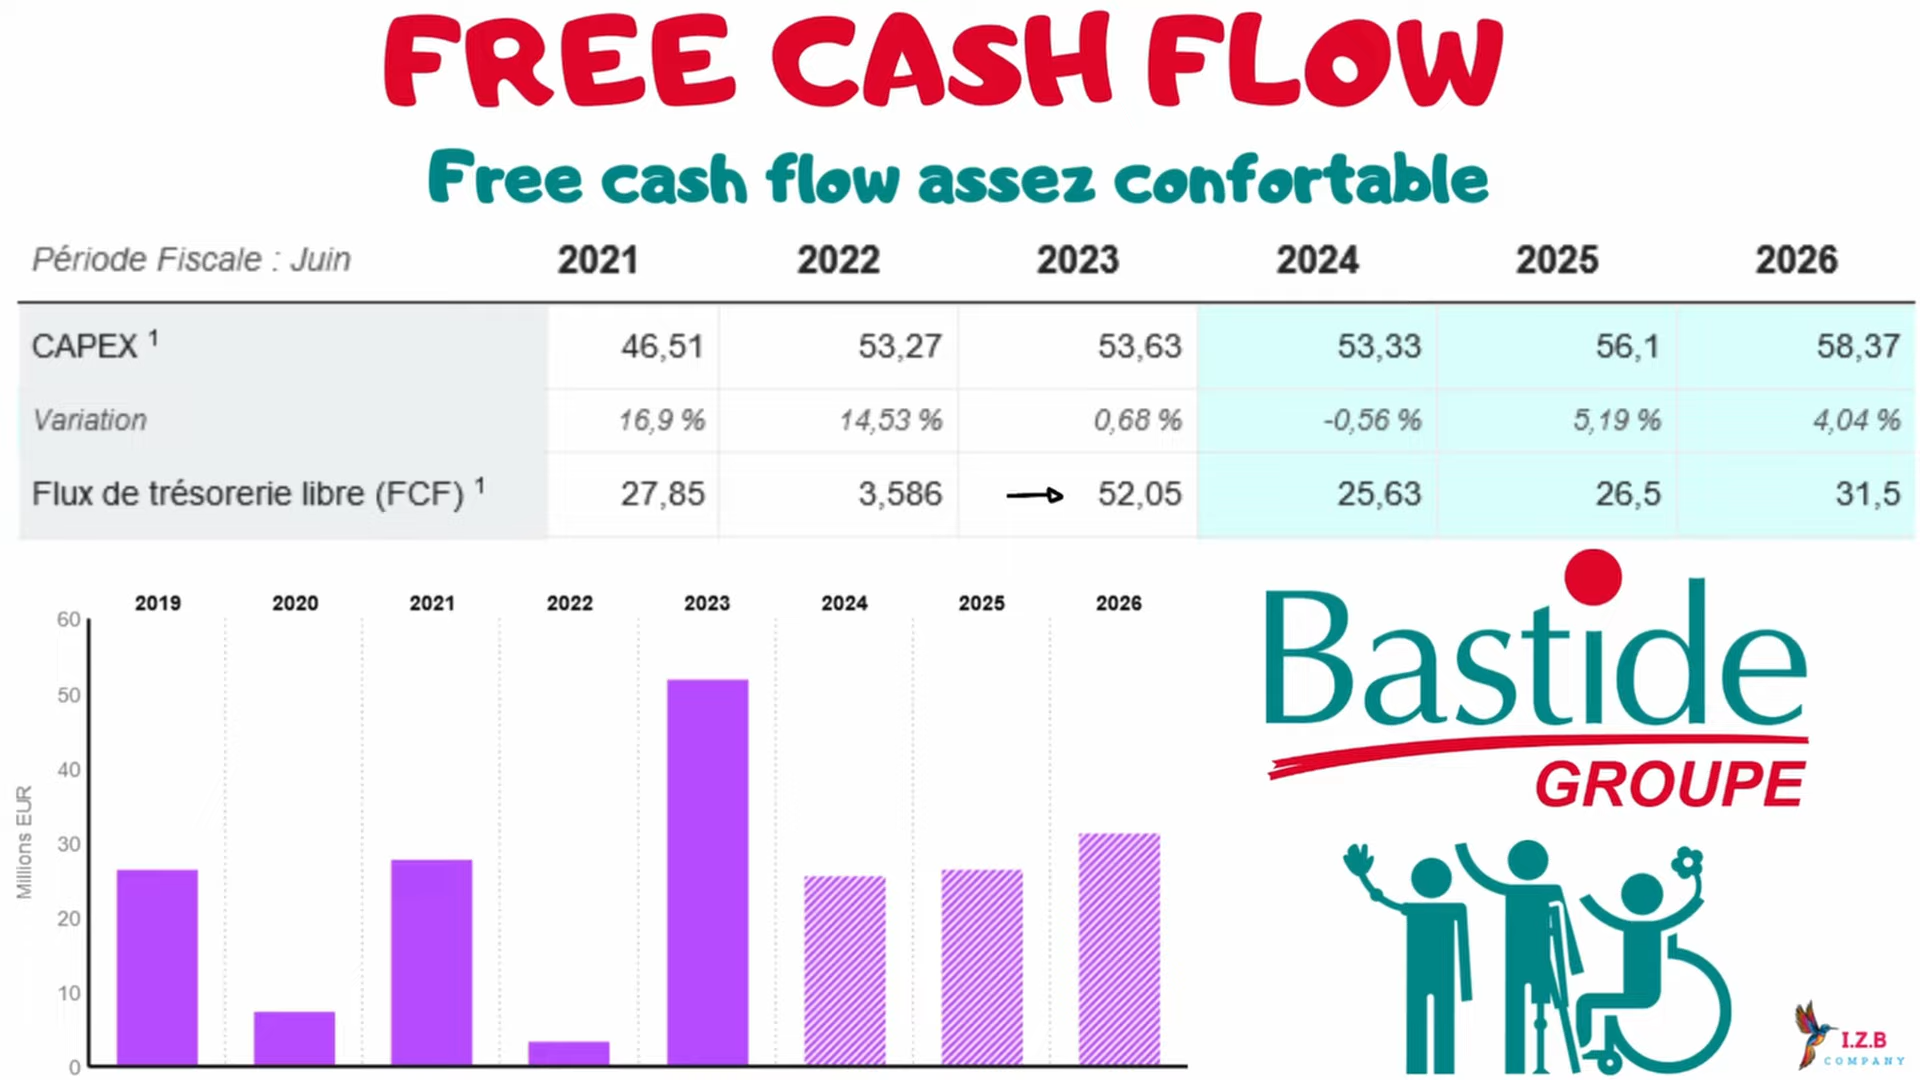 FREE CASH FLOW
Free cash flow assez confortable
Période Fiscale : Juin 2021 2022 2023 2024 2025 2026
CAPEX 1 46,51 53,27 53,63 53,33 56,1 58,37
Variation 16,9 % 14,53 % 0,68 % -0,56 % 5,19 % 4,04 %
Flux de trésorerie libre (FCF) 1 27,85 3,586 52,05 25,63 26,5 31,5
2019 2020 2021 2022 2023 2024 2025 2026
60
50
40
30
20
10
0
Millions EUR
Bastide
GROUPE
I.Z.B
COMPANY